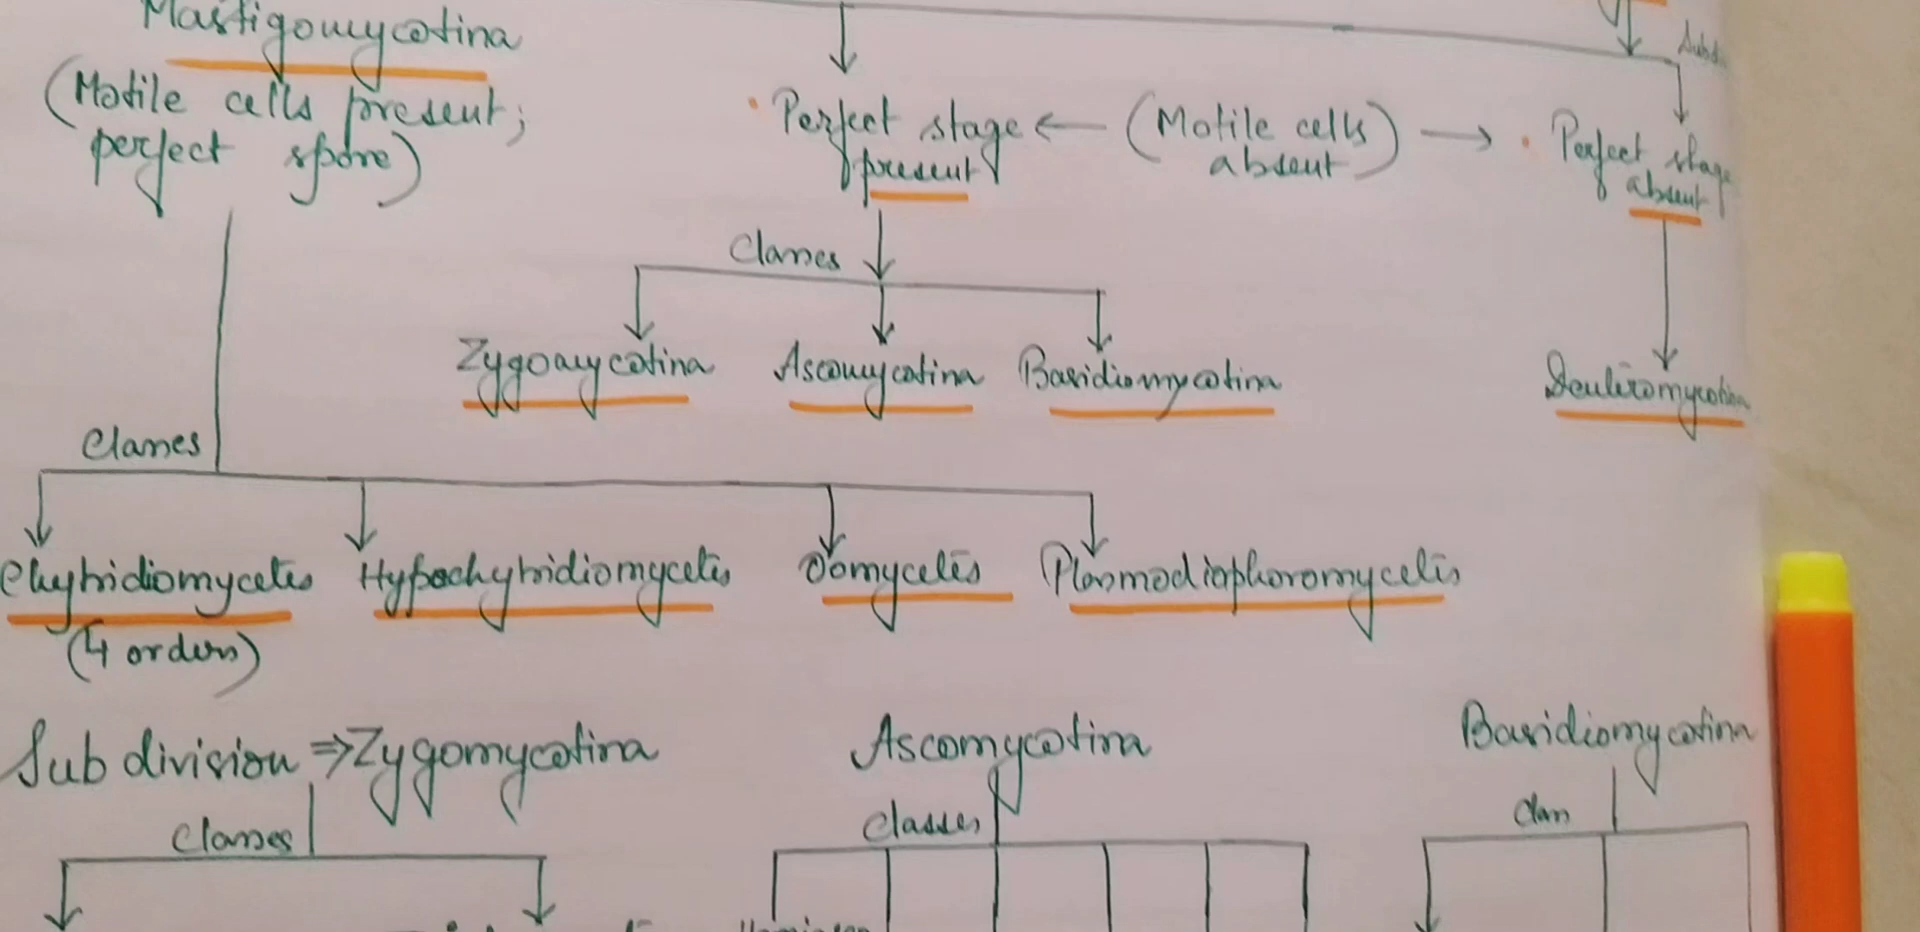 Mastigomycotina
(Motile cells present;
perfect spore)
Perfect stage ← (Motile cells absent) → Perfect stage
present
absent
Classes
Zygomycotina Ascomycotina Basidiomycotina Deuteromycotina
Classes
Chytridiomycetes Hyphochytridiomycetes Oomycetes Plasmodiophoromycetes
(4 orders)
Sub division ⇒ Zygomycotina Ascomycotina Basidiomycotina
Classes Classes Class